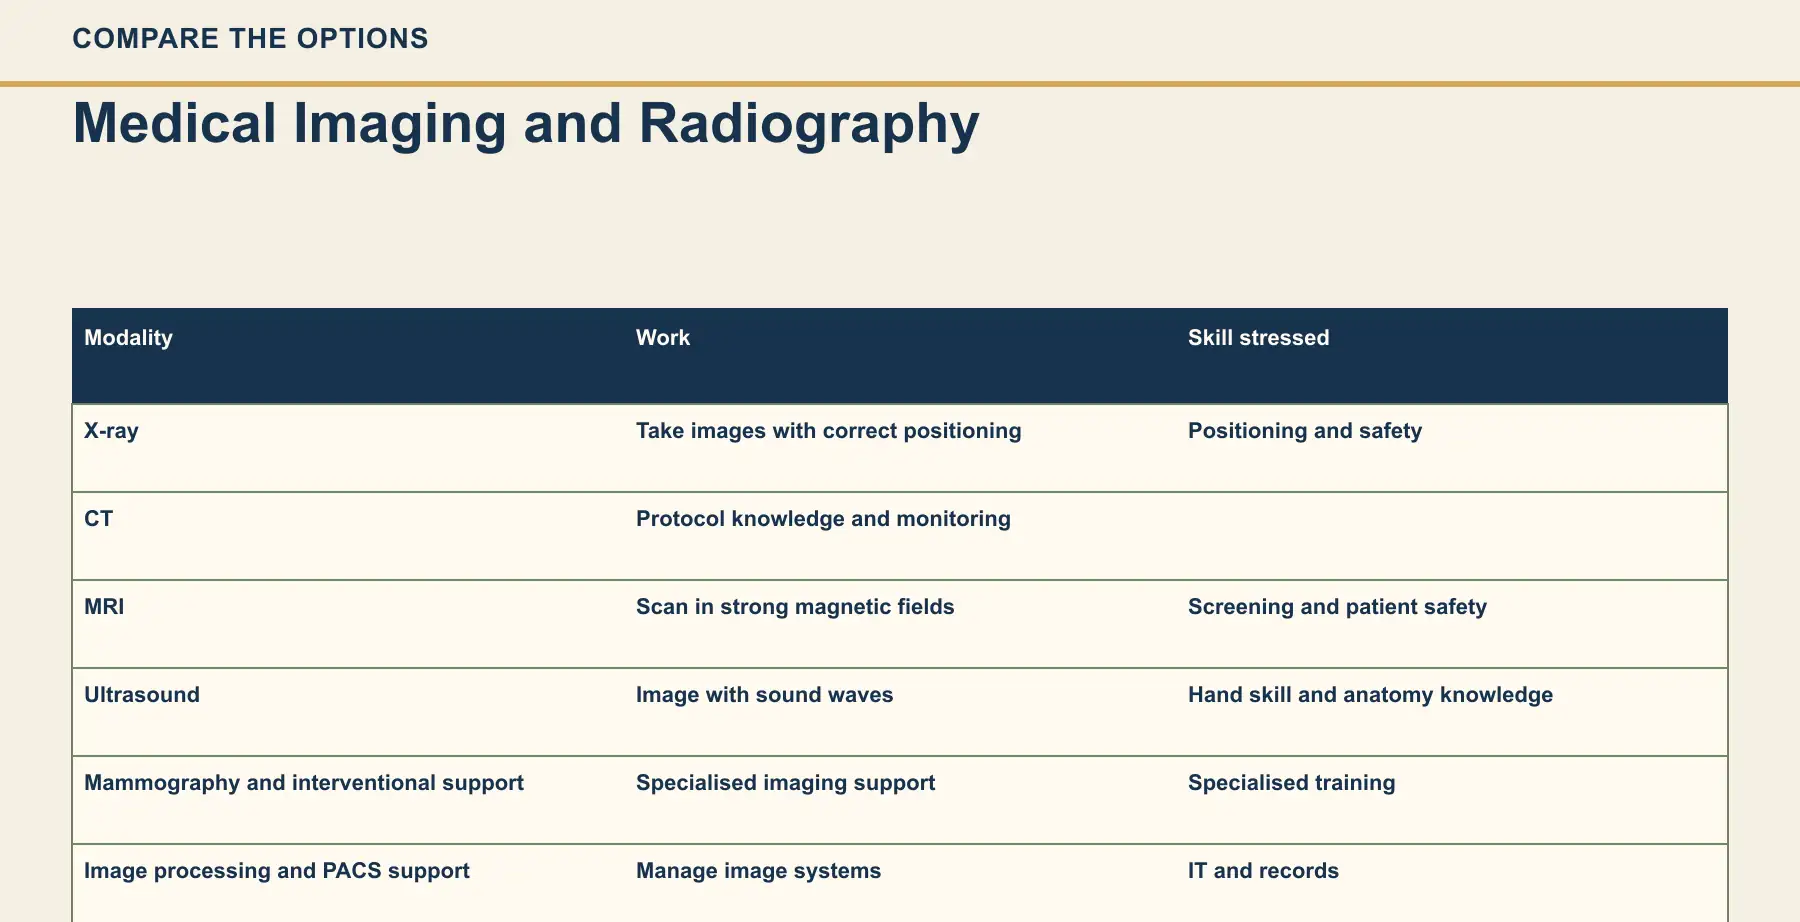 COMPARE THE OPTIONS
Medical Imaging and Radiography
Modality Work Skill stressed
X-ray Take images with correct positioning Positioning and safety
CT Protocol knowledge and monitoring
MRI Scan in strong magnetic fields Screening and patient safety
Ultrasound Image with sound waves Hand skill and anatomy knowledge
Mammography and interventional support Specialised imaging support Specialised training
Image processing and PACS support Manage image systems IT and records